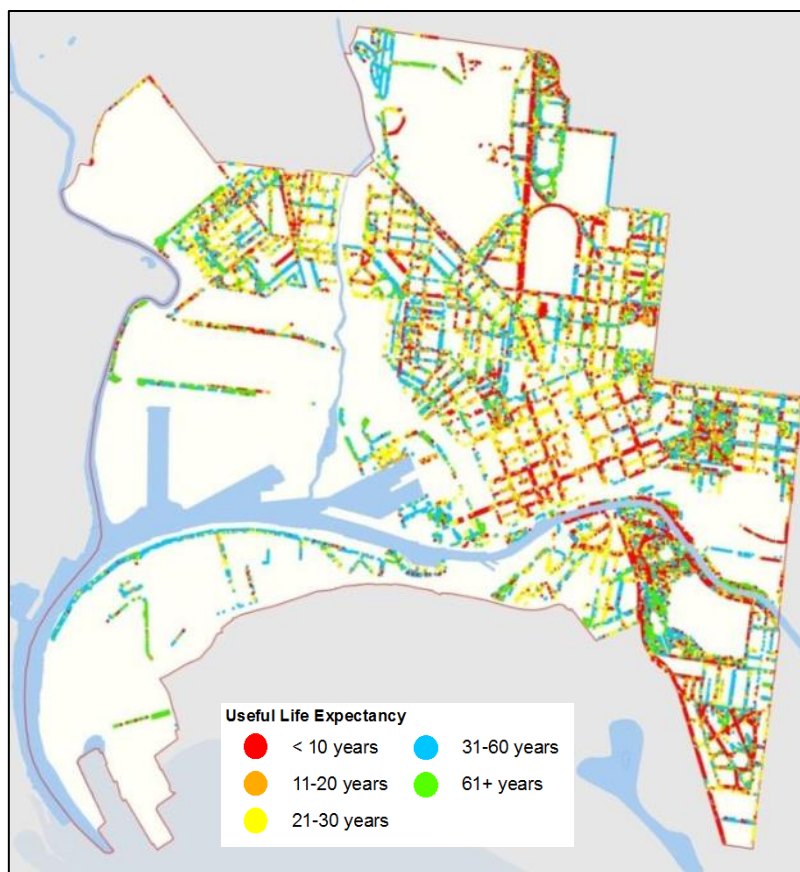 Useful Life Expectancy
< 10 years
31-60 years
11-20 years
61+ years
21-30 years